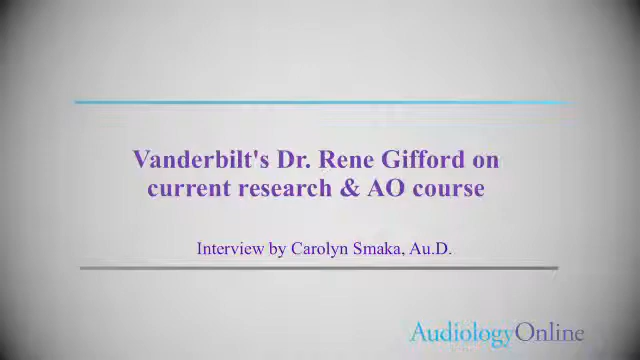 Vanderbilt's Dr. Rene Gifford on
current research & AO course
Interview by Carolyn Smaka, Au.D.
AudiologyOnline